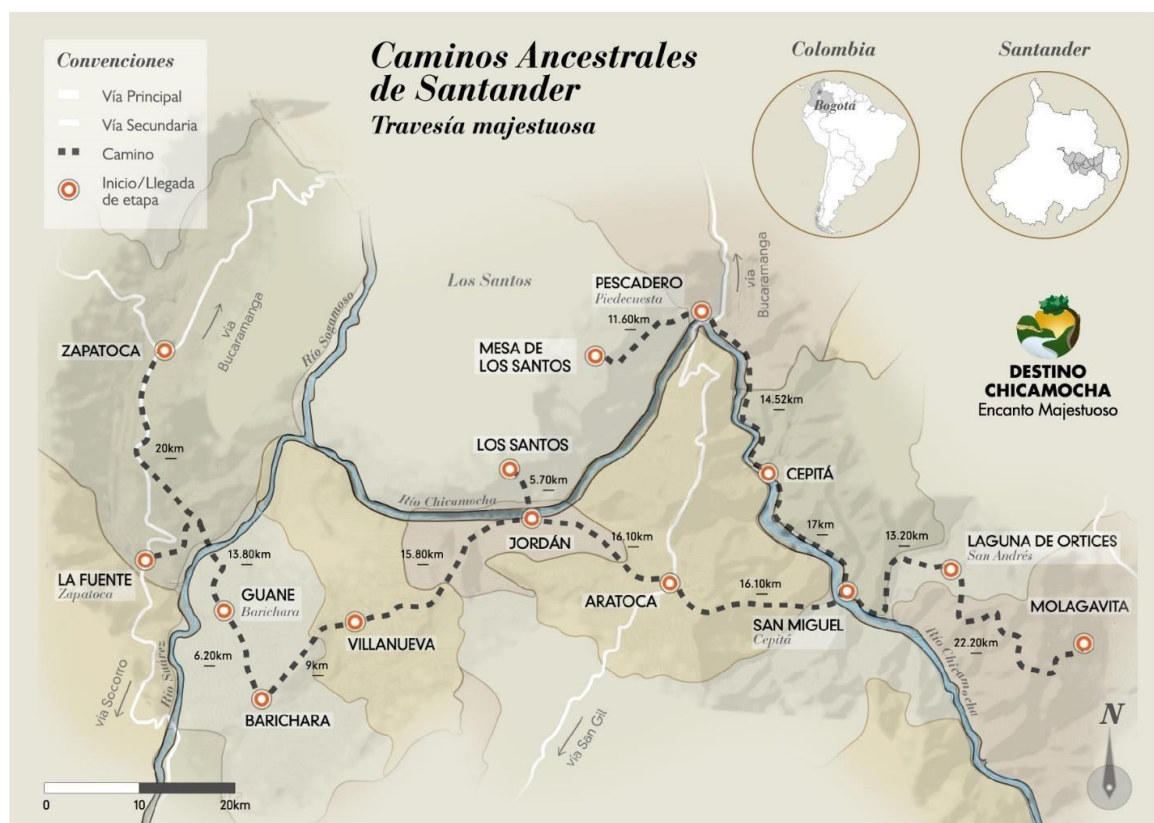 Convenciones
Vía Principal
Vía Secundaria
Camino
Inicio/Llegada
de etapa
Caminos Ancestrales
de Santander
Travesía majestuosa
Colombia
Bogotá
Santander
DESTINO
CHICAMOCHA
Encanto Majestuoso
Los Santos
PESCADERO
Piedecuesta
vía
Bucaramanga
11.60km
MESA DE
LOS SANTOS
ZAPATOCA
vía
Bucaramanga
Río Sogamoso
14.52km
20km
LOS SANTOS
5.70km
CEPITÁ
Río Chicamocha
JORDÁN
16.10km
17km
13.20km
LAGUNA DE ORTICES
San Andrés
LA FUENTE
Zapatoca
13.80km
15.80km
GUANE
Barichara
ARATOCA
16.10km
SAN MIGUEL
Cepitá
MOLAGAVITA
VILLANUEVA
6.20km
9km
22.20km
Río Chicamocha
Río Suárez
vía Socorro
BARICHARA
vía San Gil
N
0
10
20km